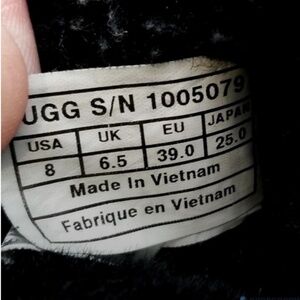 UGG S/N 1005079
USA UK EU JAPAN
8 6.5 39.0 25.0
Made In Vietnam
Fabrique en Vietnam